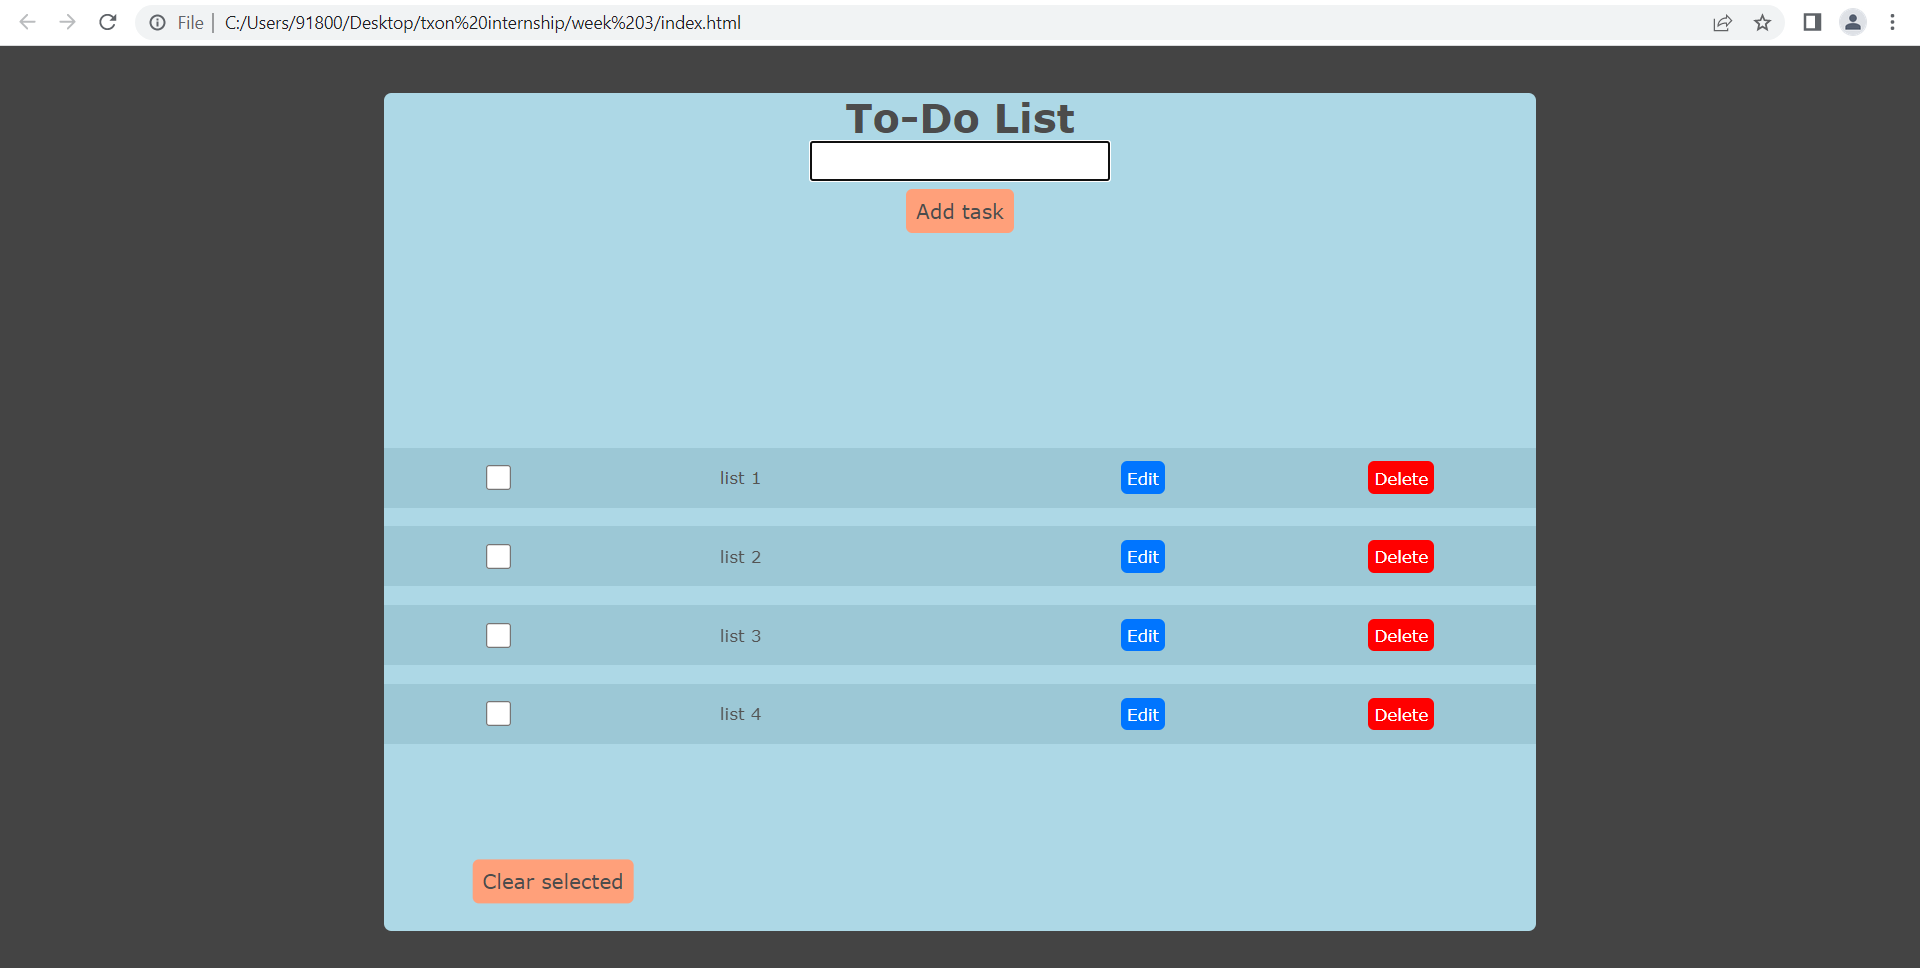 File | C:/Users/91800/Desktop/txon%20internship/week%203/index.html
To-Do List
Add task
list 1 Edit Delete
list 2 Edit Delete
list 3 Edit Delete
list 4 Edit Delete
Clear selected